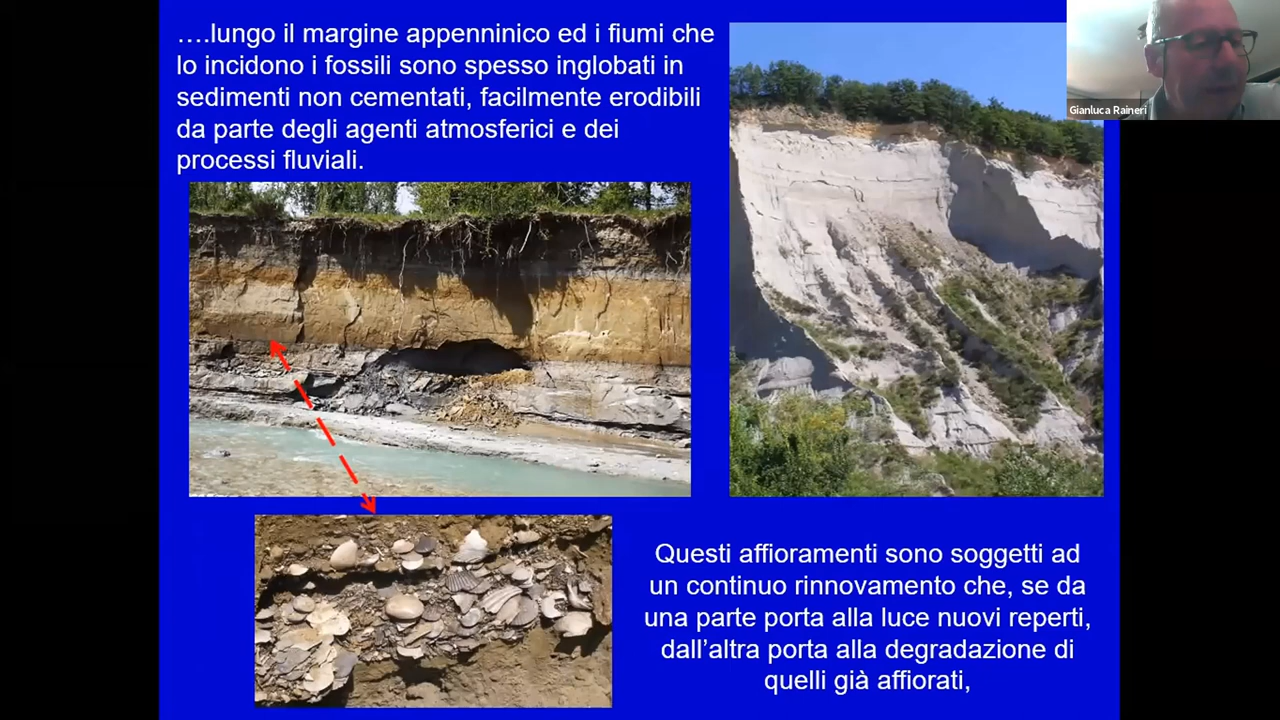 ….lungo il margine appenninico ed i fiumi che
lo incidono i fossili sono spesso inglobati in
sedimenti non cementati, facilmente erodibili
da parte degli agenti atmosferici e dei
processi fluviali.
Gianluca Raineri
Questi affioramenti sono soggetti ad
un continuo rinnovamento che, se da
una parte porta alla luce nuovi reperti,
dall’altra porta alla degradazione di
quelli già affiorati,